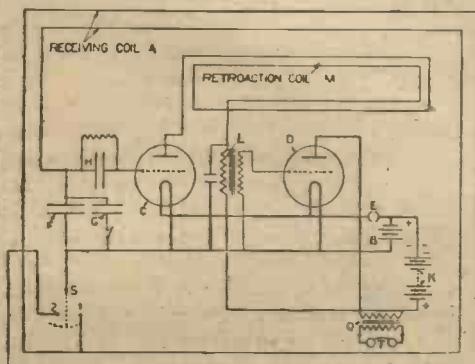 RECEIVING COIL A
RETROACTION COIL M
H
C
L
D
F
G
E
B
+
K
+
S
2
1
O
T